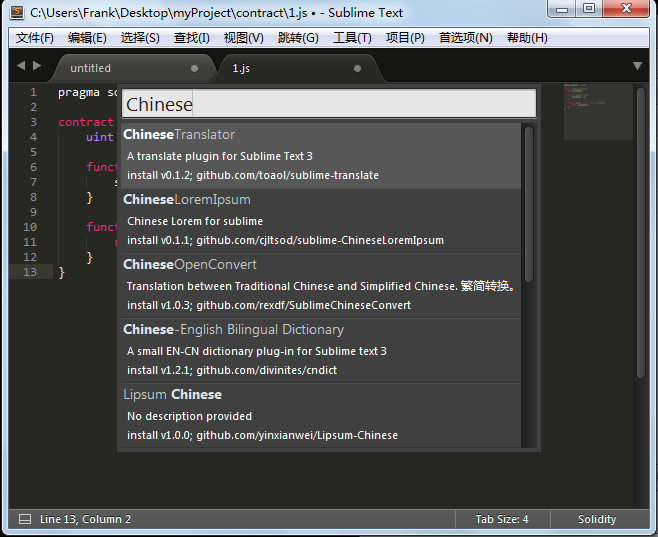 C:\Users\Frank\Desktop\myProject\contract\1.js • - Sublime Text
文件(F) 编辑(E) 选择(S) 查找(I) 视图(V) 跳转(G) 工具(T) 项目(P) 首选项(N) 帮助(H)
untitled 1.js
Chinese
1 pragma so
2
3 contract
4 uint
5
6 funct
7 s
8 }
9
10 funct
11 r
12 }
13 }
ChineseTranslator
A translate plugin for Sublime Text 3
install v0.1.2; github.com/toaol/sublime-translate
ChineseLoremIpsum
Chinese Lorem for sublime
install v0.1.1; github.com/cjltsod/sublime-ChineseLoremIpsum
ChineseOpenConvert
Translation between Traditional Chinese and Simplified Chinese. 繁简转换。
install v1.0.3; github.com/rexdf/SublimeChineseConvert
Chinese-English Bilingual Dictionary
A small EN-CN dictionary plug-in for Sublime text 3
install v1.2.1; github.com/divinites/cndict
Lipsum Chinese
No description provided
install v1.0.0; github.com/yinxianwei/Lipsum-Chinese
Line 13, Column 2 Tab Size: 4 Solidity